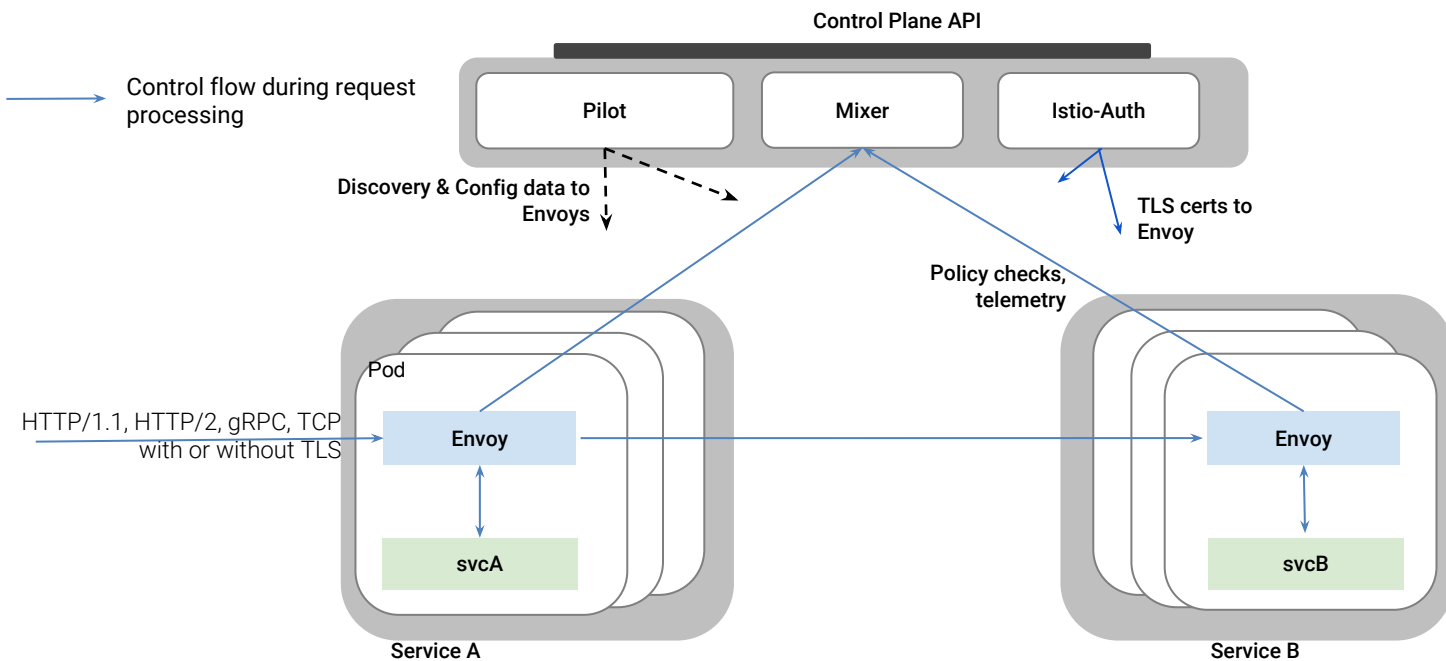 Control Plane API
Control flow during request
processing
Pilot
Mixer
Istio-Auth
Discovery & Config data to
Envoys
TLS certs to
Envoy
Policy checks,
telemetry
Pod
HTTP/1.1, HTTP/2, gRPC, TCP
with or without TLS
Envoy
Envoy
svcA
svcB
Service A
Service B